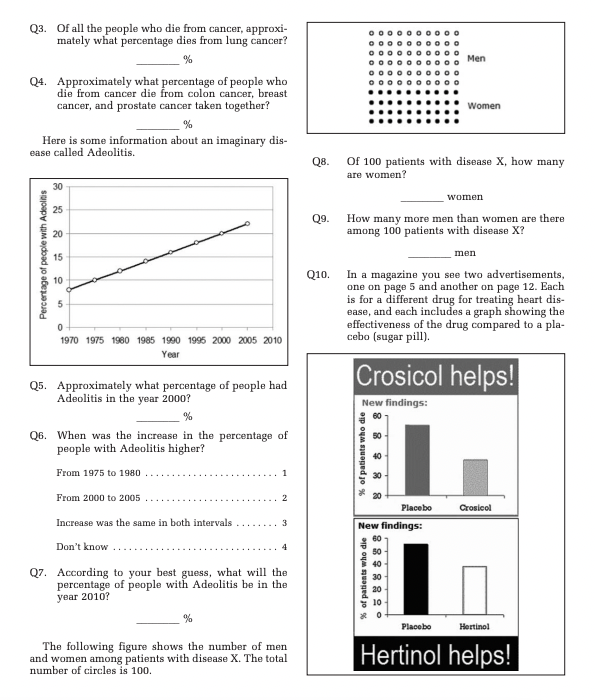 Q3. Of all the people who die from cancer, approxi-
mately what percentage dies from lung cancer?
________ %
Q4. Approximately what percentage of people who
die from cancer die from colon cancer, breast
cancer, and prostate cancer taken together?
________ %
Here is some information about an imaginary dis-
ease called Adeolitis.
Percentage of people with Adeolitis
30
25
20
15
10
5
0
1970 1975 1980 1985 1990 1995 2000 2005 2010
Year
Q5. Approximately what percentage of people had
Adeolitis in the year 2000?
________ %
Q6. When was the increase in the percentage of
people with Adeolitis higher?
From 1975 to 1980 . . . . . . . . . . . . . . . . . . . . . . . . 1
From 2000 to 2005 . . . . . . . . . . . . . . . . . . . . . . . . 2
Increase was the same in both intervals . . . . . . . . 3
Don't know . . . . . . . . . . . . . . . . . . . . . . . . . . . . . . 4
Q7. According to your best guess, what will the
percentage of people with Adeolitis be in the
year 2010?
________ %
The following figure shows the number of men
and women among patients with disease X. The total
number of circles is 100.
Men
Women
Q8. Of 100 patients with disease X, how many
are women?
________ women
Q9. How many more men than women are there
among 100 patients with disease X?
________ men
Q10. In a magazine you see two advertisements,
one on page 5 and another on page 12. Each
is for a different drug for treating heart dis-
ease, and each includes a graph showing the
effectiveness of the drug compared to a pla-
cebo (sugar pill).
Crosicol helps!
New findings:
% of patients who die
60
50
40
30
20
Placebo Crosicol
New findings:
% of patients who die
60
50
40
30
20
10
0
Placebo Hertinol
Hertinol helps!